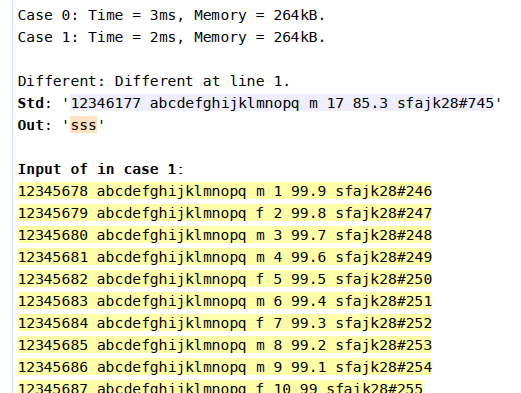 Case 0: Time = 3ms, Memory = 264kB.
Case 1: Time = 2ms, Memory = 264kB.
Different: Different at line 1.
Std: '12346177 abcdefghijklmnopq m 17 85.3 sfajk28#745'
Out: 'sss'
Input of in case 1:
12345678 abcdefghijklmnopq m 1 99.9 sfajk28#246
12345679 abcdefghijklmnopq f 2 99.8 sfajk28#247
12345680 abcdefghijklmnopq m 3 99.7 sfajk28#248
12345681 abcdefghijklmnopq m 4 99.6 sfajk28#249
12345682 abcdefghijklmnopq f 5 99.5 sfajk28#250
12345683 abcdefghijklmnopq m 6 99.4 sfajk28#251
12345684 abcdefghijklmnopq f 7 99.3 sfajk28#252
12345685 abcdefghijklmnopq m 8 99.2 sfajk28#253
12345686 abcdefghijklmnopq m 9 99.1 sfajk28#254
12345687 abcdefghijklmnopq f 10 99 sfajk28#255